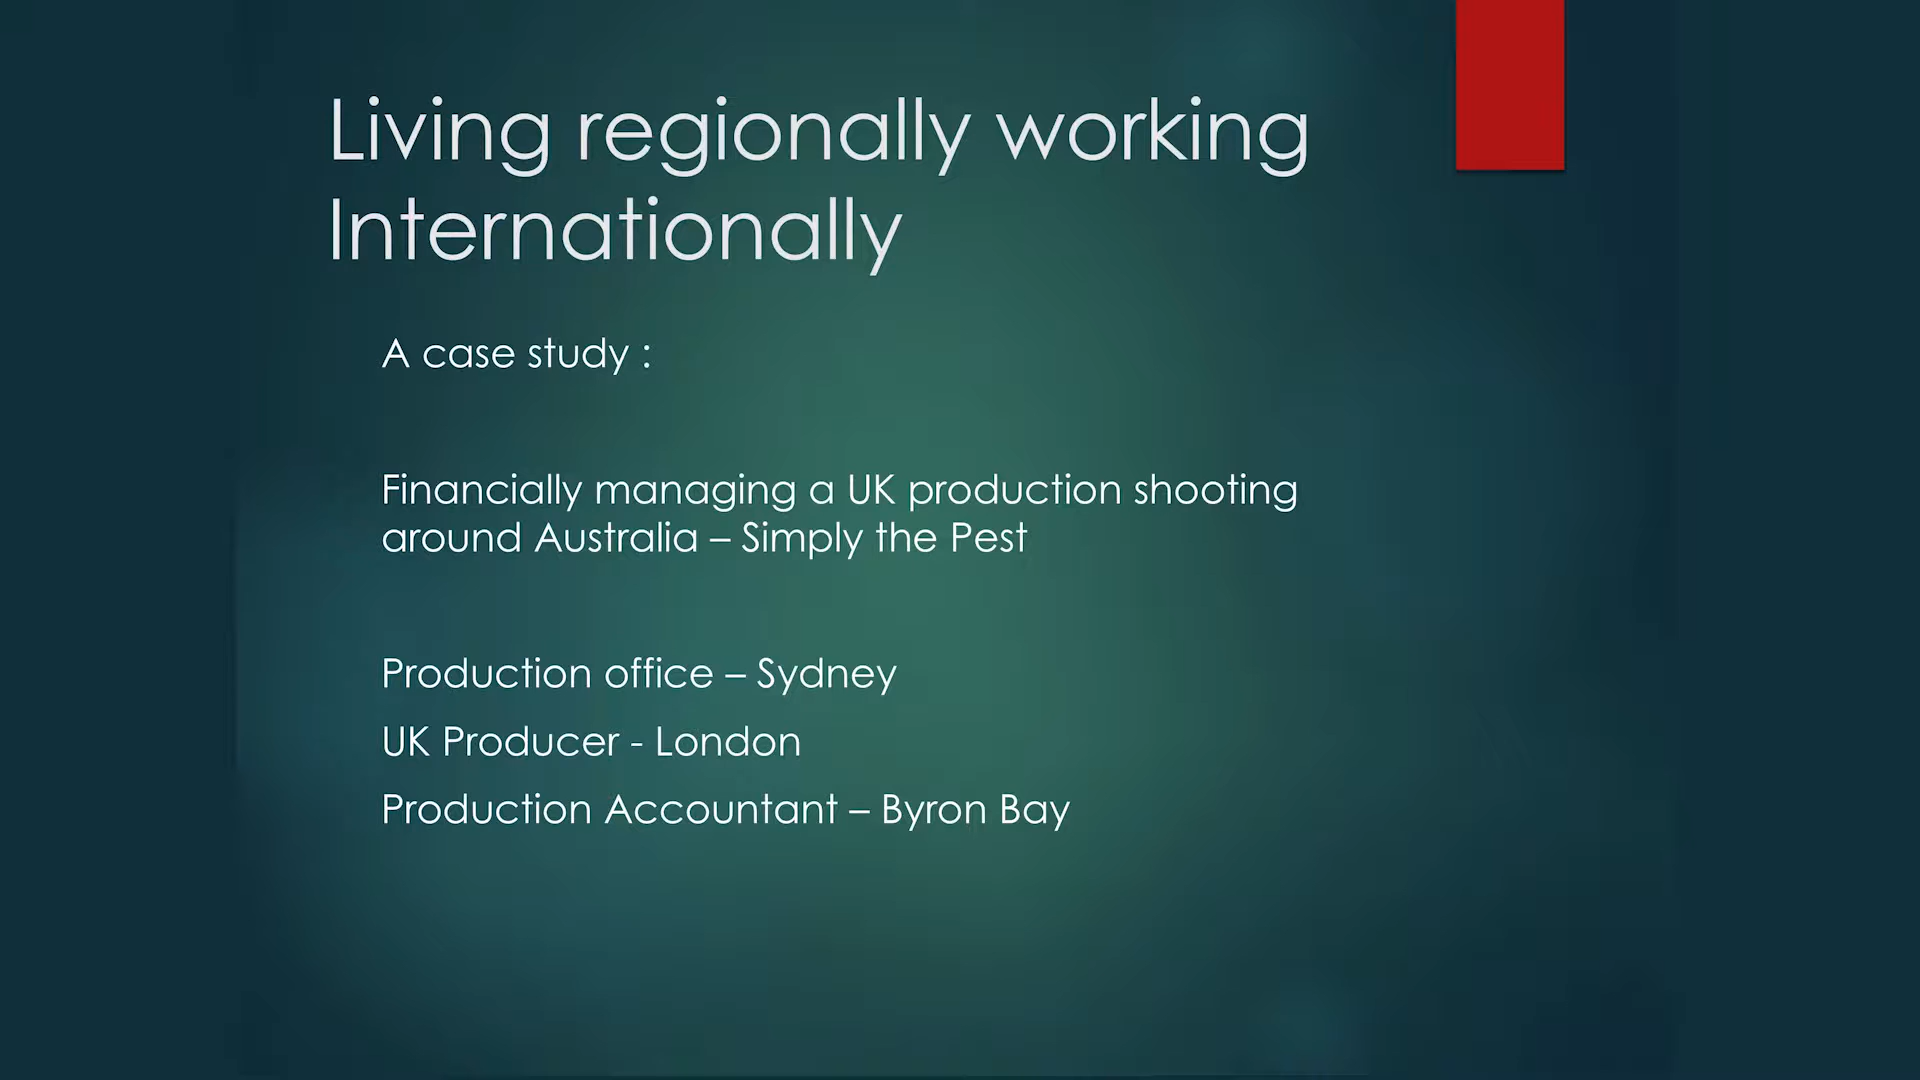 Living regionally working
Internationally
A case study :
Financially managing a UK production shooting
around Australia – Simply the Pest
Production office – Sydney
UK Producer - London
Production Accountant – Byron Bay